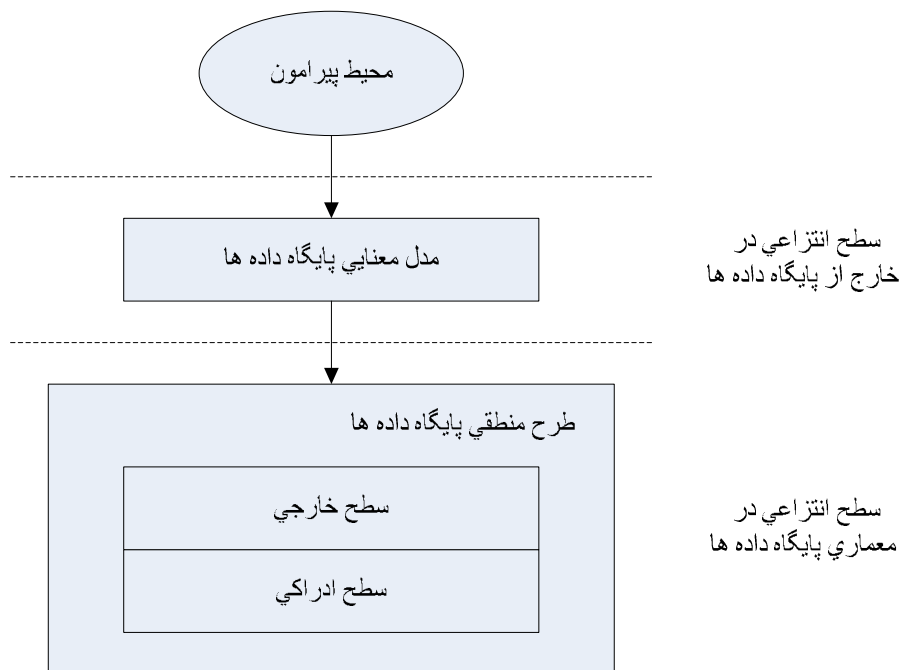 محيط پيرامون
مدل معنايي پايگاه داده ها
سطح انتزاعي در
خارج از پايگاه داده ها
طرح منطقي پايگاه داده ها
سطح خارجي
سطح ادراكي
سطح انتزاعي در
معماري پايگاه داده ها